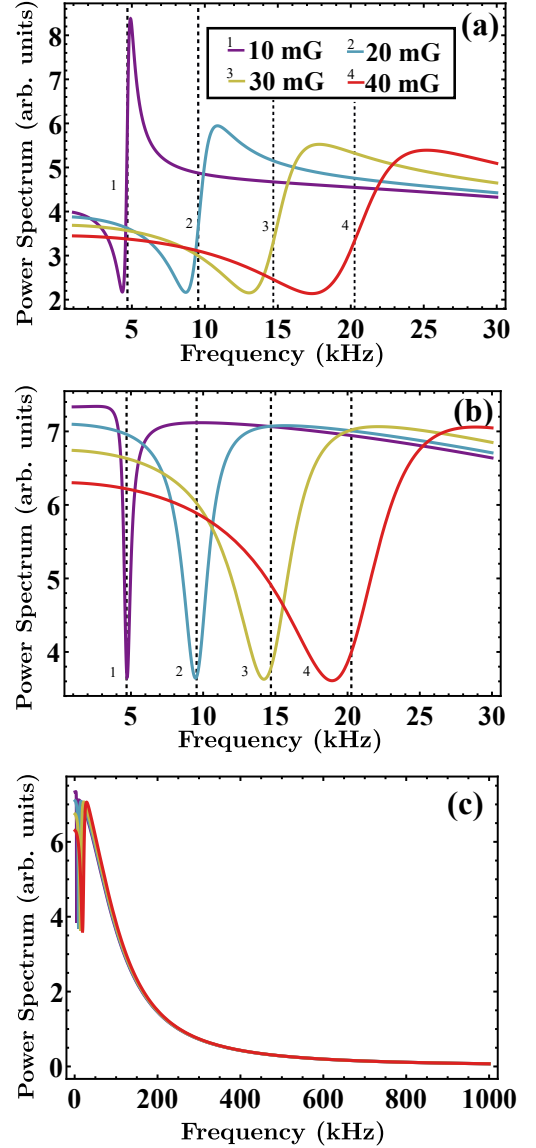 (a)
1 10 mG 2 20 mG
3 30 mG 4 40 mG
Power Spectrum (arb. units)
8
7
6
5
4
3
2
1
2
3
4
5 10 15 20 25 30
Frequency (kHz)
(b)
Power Spectrum (arb. units)
7
6
5
4
1 2 3 4
5 10 15 20 25 30
Frequency (kHz)
(c)
Power Spectrum (arb. units)
6
4
2
0
0 200 400 600 800 1000
Frequency (kHz)